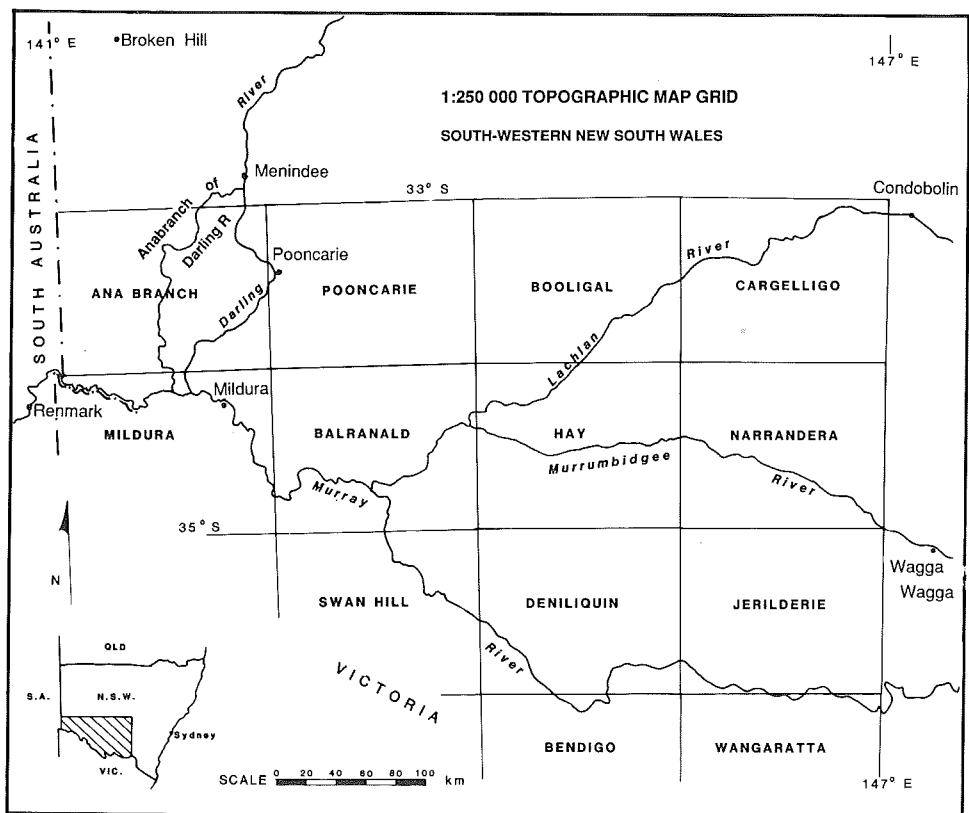 141° E
Broken Hill
147° E
River
1:250 000 TOPOGRAPHIC MAP GRID
SOUTH-WESTERN NEW SOUTH WALES
SOUTH AUSTRALIA
Menindee
Anabranch of
Darling R
33° S
Condobolin
Pooncarie
River
ANA BRANCH
Darling
POONCARIE
BOOLIGAL
CARGELLIGO
Lachlan
Renmark
Mildura
MILDURA
BALRANALD
HAY
NARRANDERA
Murrumbidgee
River
Murray
35° S
Wagga
Wagga
N
SWAN HILL
DENILIQUIN
JERILDERIE
River
VICTORIA
QLD
S.A.
N.S.W.
Sydney
VIC.
BENDIGO
WANGARATTA
SCALE 0 20 40 60 80 100 km
147° E